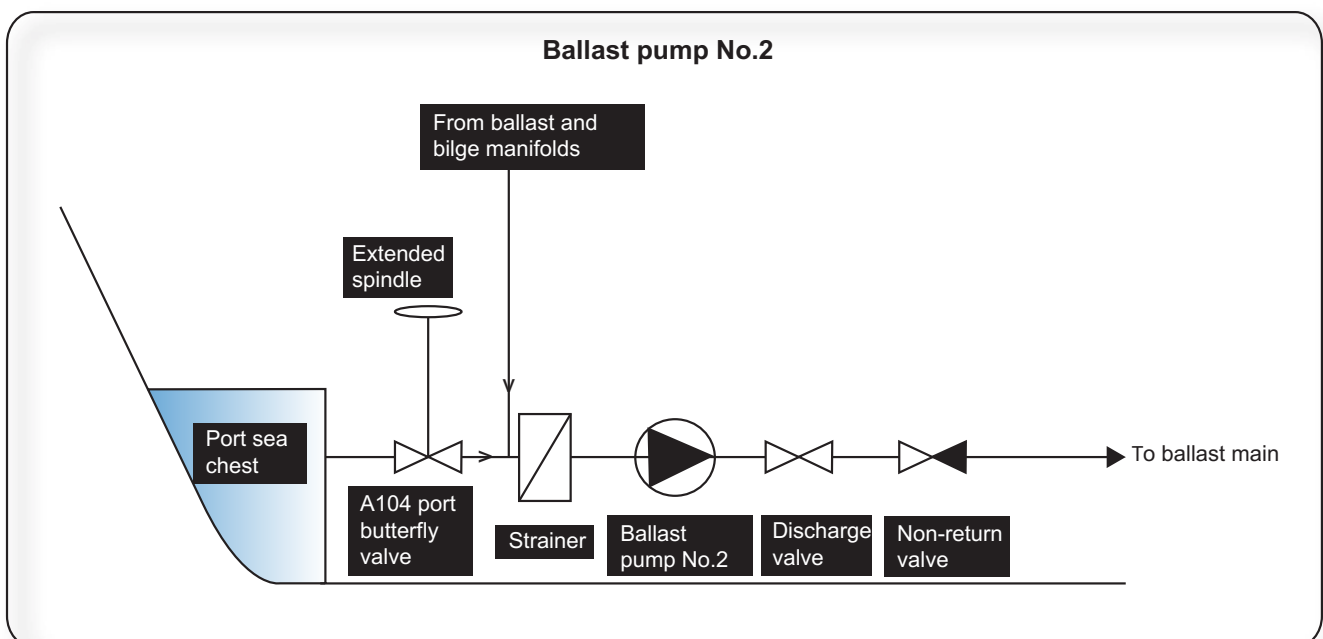 Ballast pump No.2
From ballast and
bilge manifolds
Extended
spindle
Port sea
chest
A104 port
butterfly
valve
Strainer
Ballast
pump No.2
Discharge
valve
Non-return
valve
To ballast main